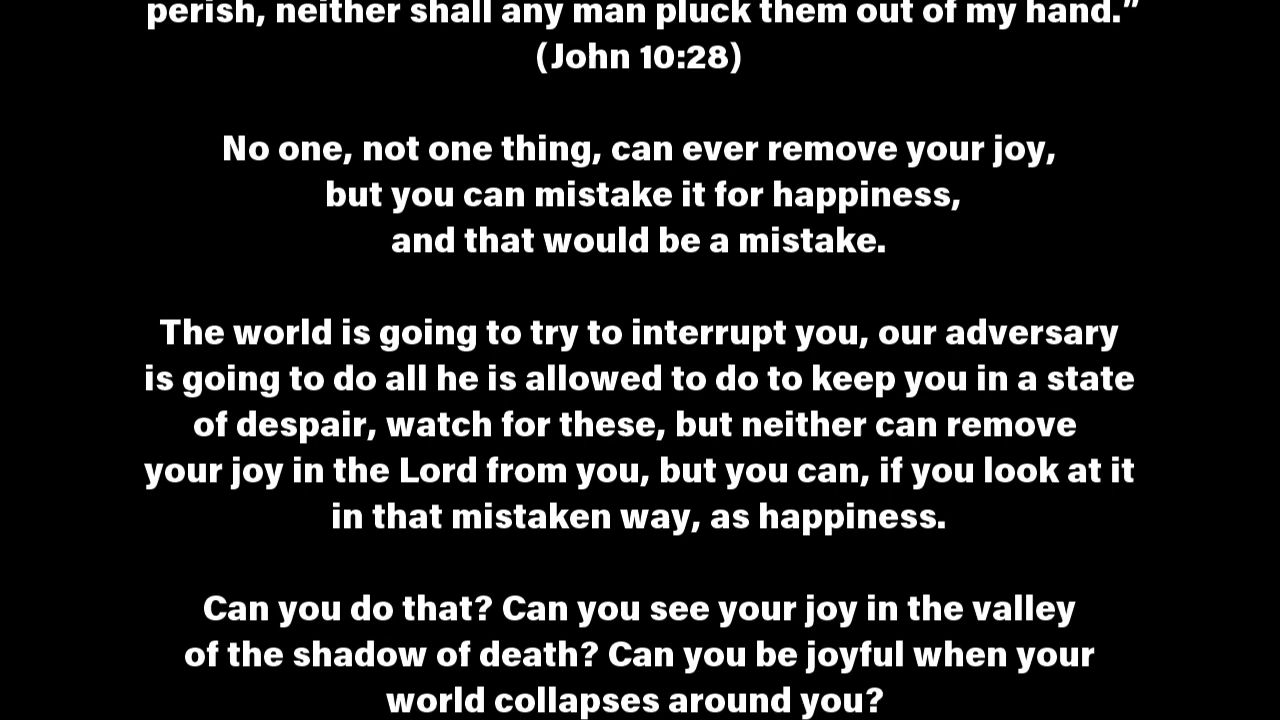 perish, neither shall any man pluck them out of my hand.”
(John 10:28)
No one, not one thing, can ever remove your joy,
but you can mistake it for happiness,
and that would be a mistake.
The world is going to try to interrupt you, our adversary
is going to do all he is allowed to do to keep you in a state
of despair, watch for these, but neither can remove
your joy in the Lord from you, but you can, if you look at it
in that mistaken way, as happiness.
Can you do that? Can you see your joy in the valley
of the shadow of death? Can you be joyful when your
world collapses around you?